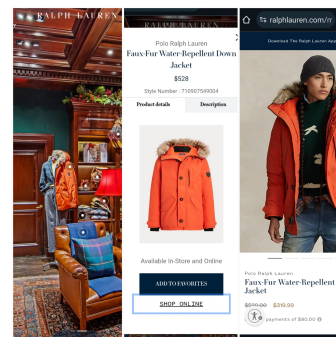 RALPH LAUREN
RALPH LAUREN
Polo Ralph Lauren
Faux-Fur Water-Repellent Down
Jacket
$528
Style Number : 710907549004
Product details
Description
Available In-Store and Online
ADD TO FAVORITES
SHOP ONLINE
ralphlauren.com/m
Download The Ralph Lauren App
Polo Ralph Lauren
Faux-Fur Water-Repellent
Jacket
$319.99
payments of $80.00